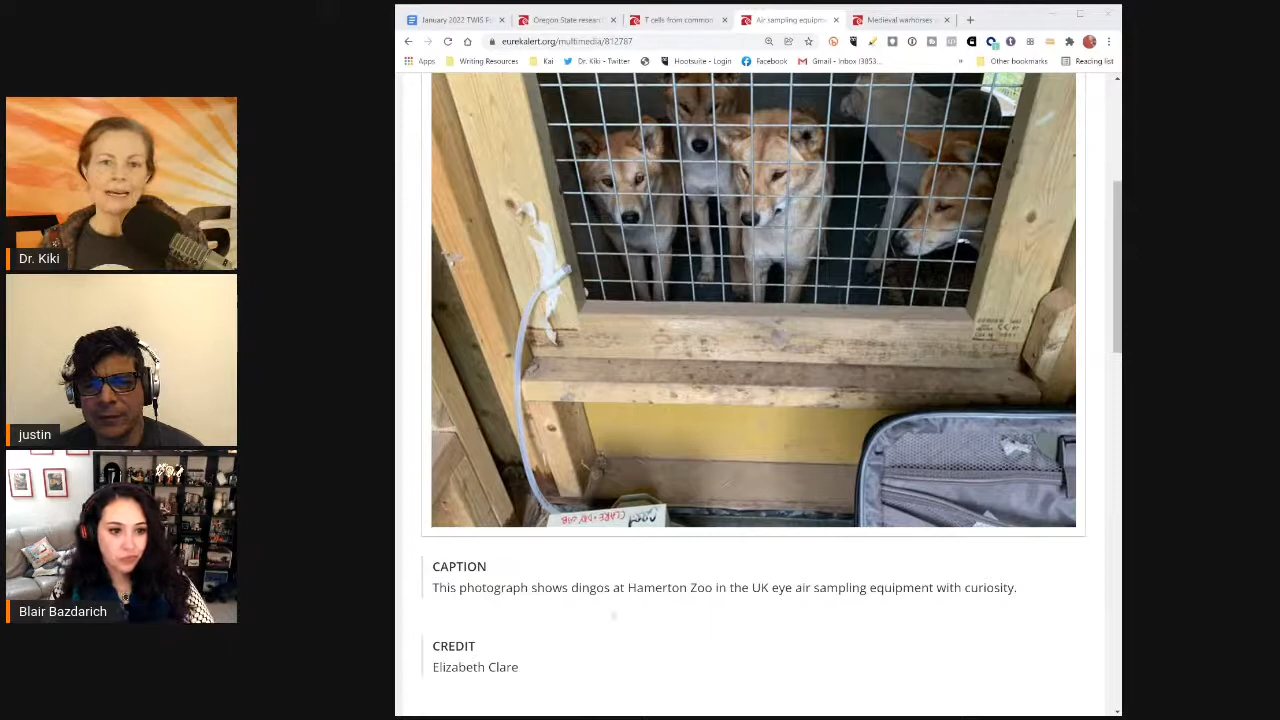 January 2022 TWIS P
Oregon State researc
T cells from common
Air sampling equipm
Medieval warhorses
eurekalert.org/multimedia/812787
Apps
Writing Resources
Kai
Dr. Kiki - Twitter
Hootsuite - Login
Facebook
Gmail - Inbox (3853...
Other bookmarks
Reading list
Dr. Kiki
justin
Blair Bazdarich
CAPTION
This photograph shows dingos at Hamerton Zoo in the UK eye air sampling equipment with curiosity.
CREDIT
Elizabeth Clare